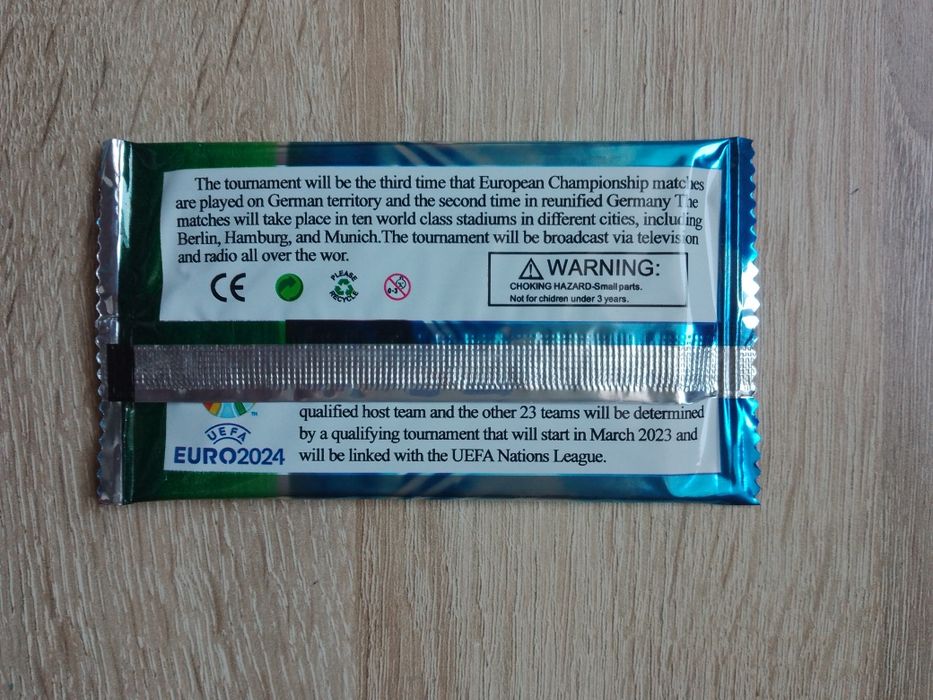 The tournament will be the third time that European Championship matches
are played on German territory and the second time in reunified Germany The
matches will take place in ten world class stadiums in different cities, including
Berlin, Hamburg, and Munich.The tournament will be broadcast via television
and radio all over the wor.
CE
PLEASE
RECYCLE
0-3
WARNING:
CHOKING HAZARD-Small parts.
Not for chidren under 3 years.
TM
UEFA
EURO2024
qualified host team and the other 23 teams will be determined
by a qualifying tournament that will start in March 2023 and
will be linked with the UEFA Nations League.